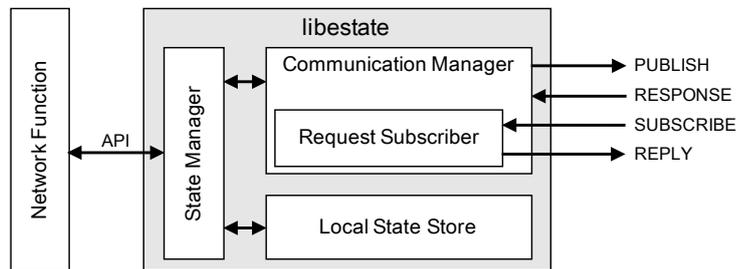 libestate
Network Function
API
State Manager
Communication Manager
Request Subscriber
Local State Store
PUBLISH
RESPONSE
SUBSCRIBE
REPLY